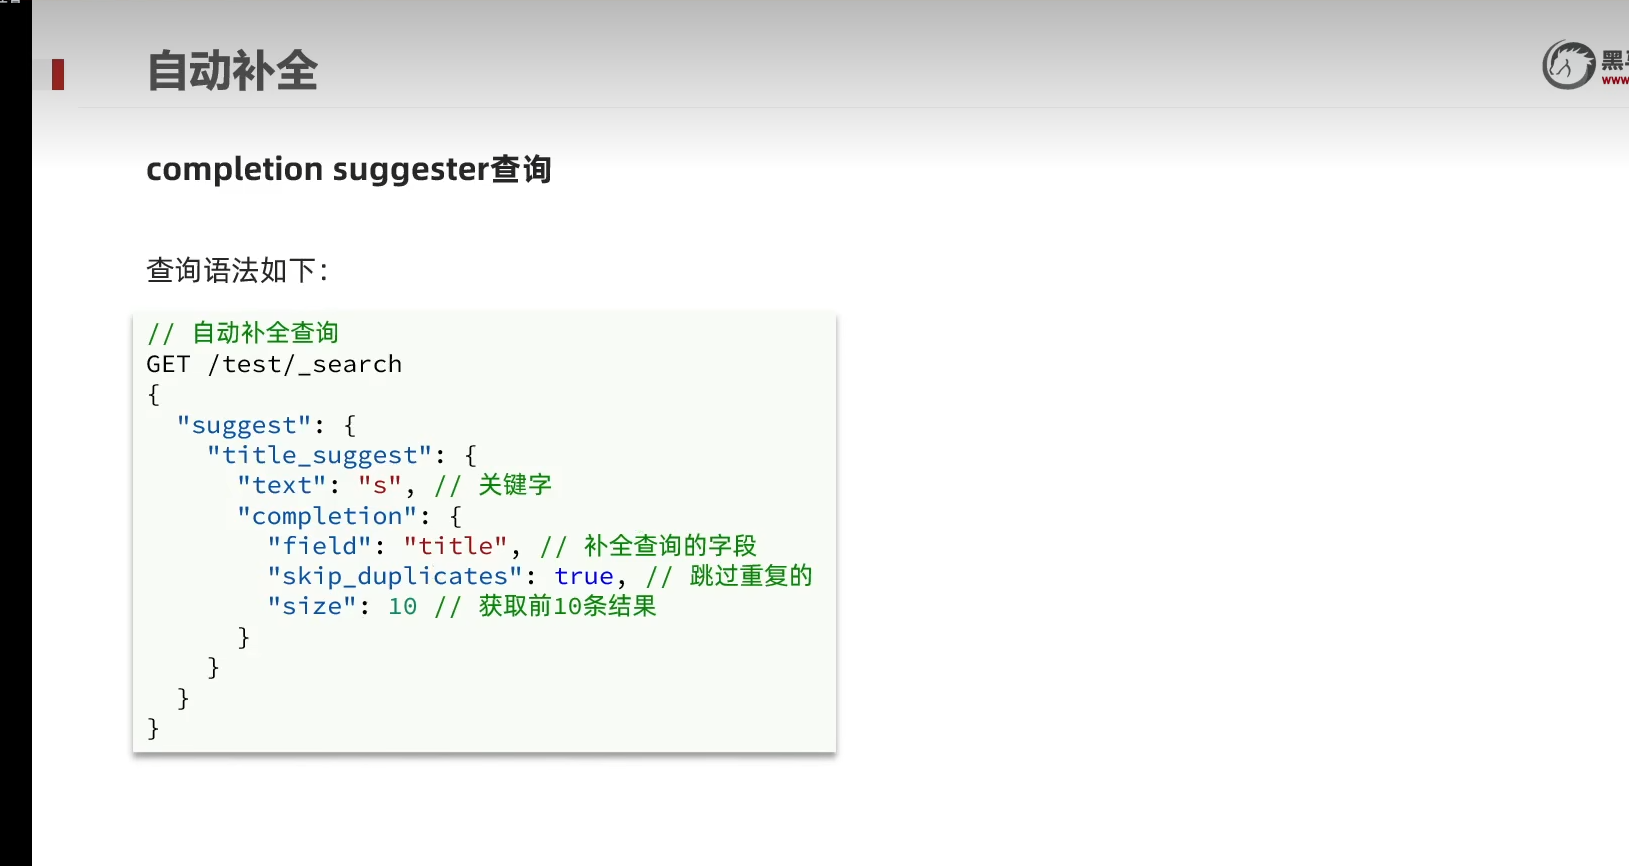 自动补全
黑
www
completion suggester查询
查询语法如下：
// 自动补全查询
GET /test/_search
{
  "suggest": {
    "title_suggest": {
      "text": "s", // 关键字
      "completion": {
        "field": "title", // 补全查询的字段
        "skip_duplicates": true, // 跳过重复的
        "size": 10 // 获取前10条结果
      }
    }
  }
}